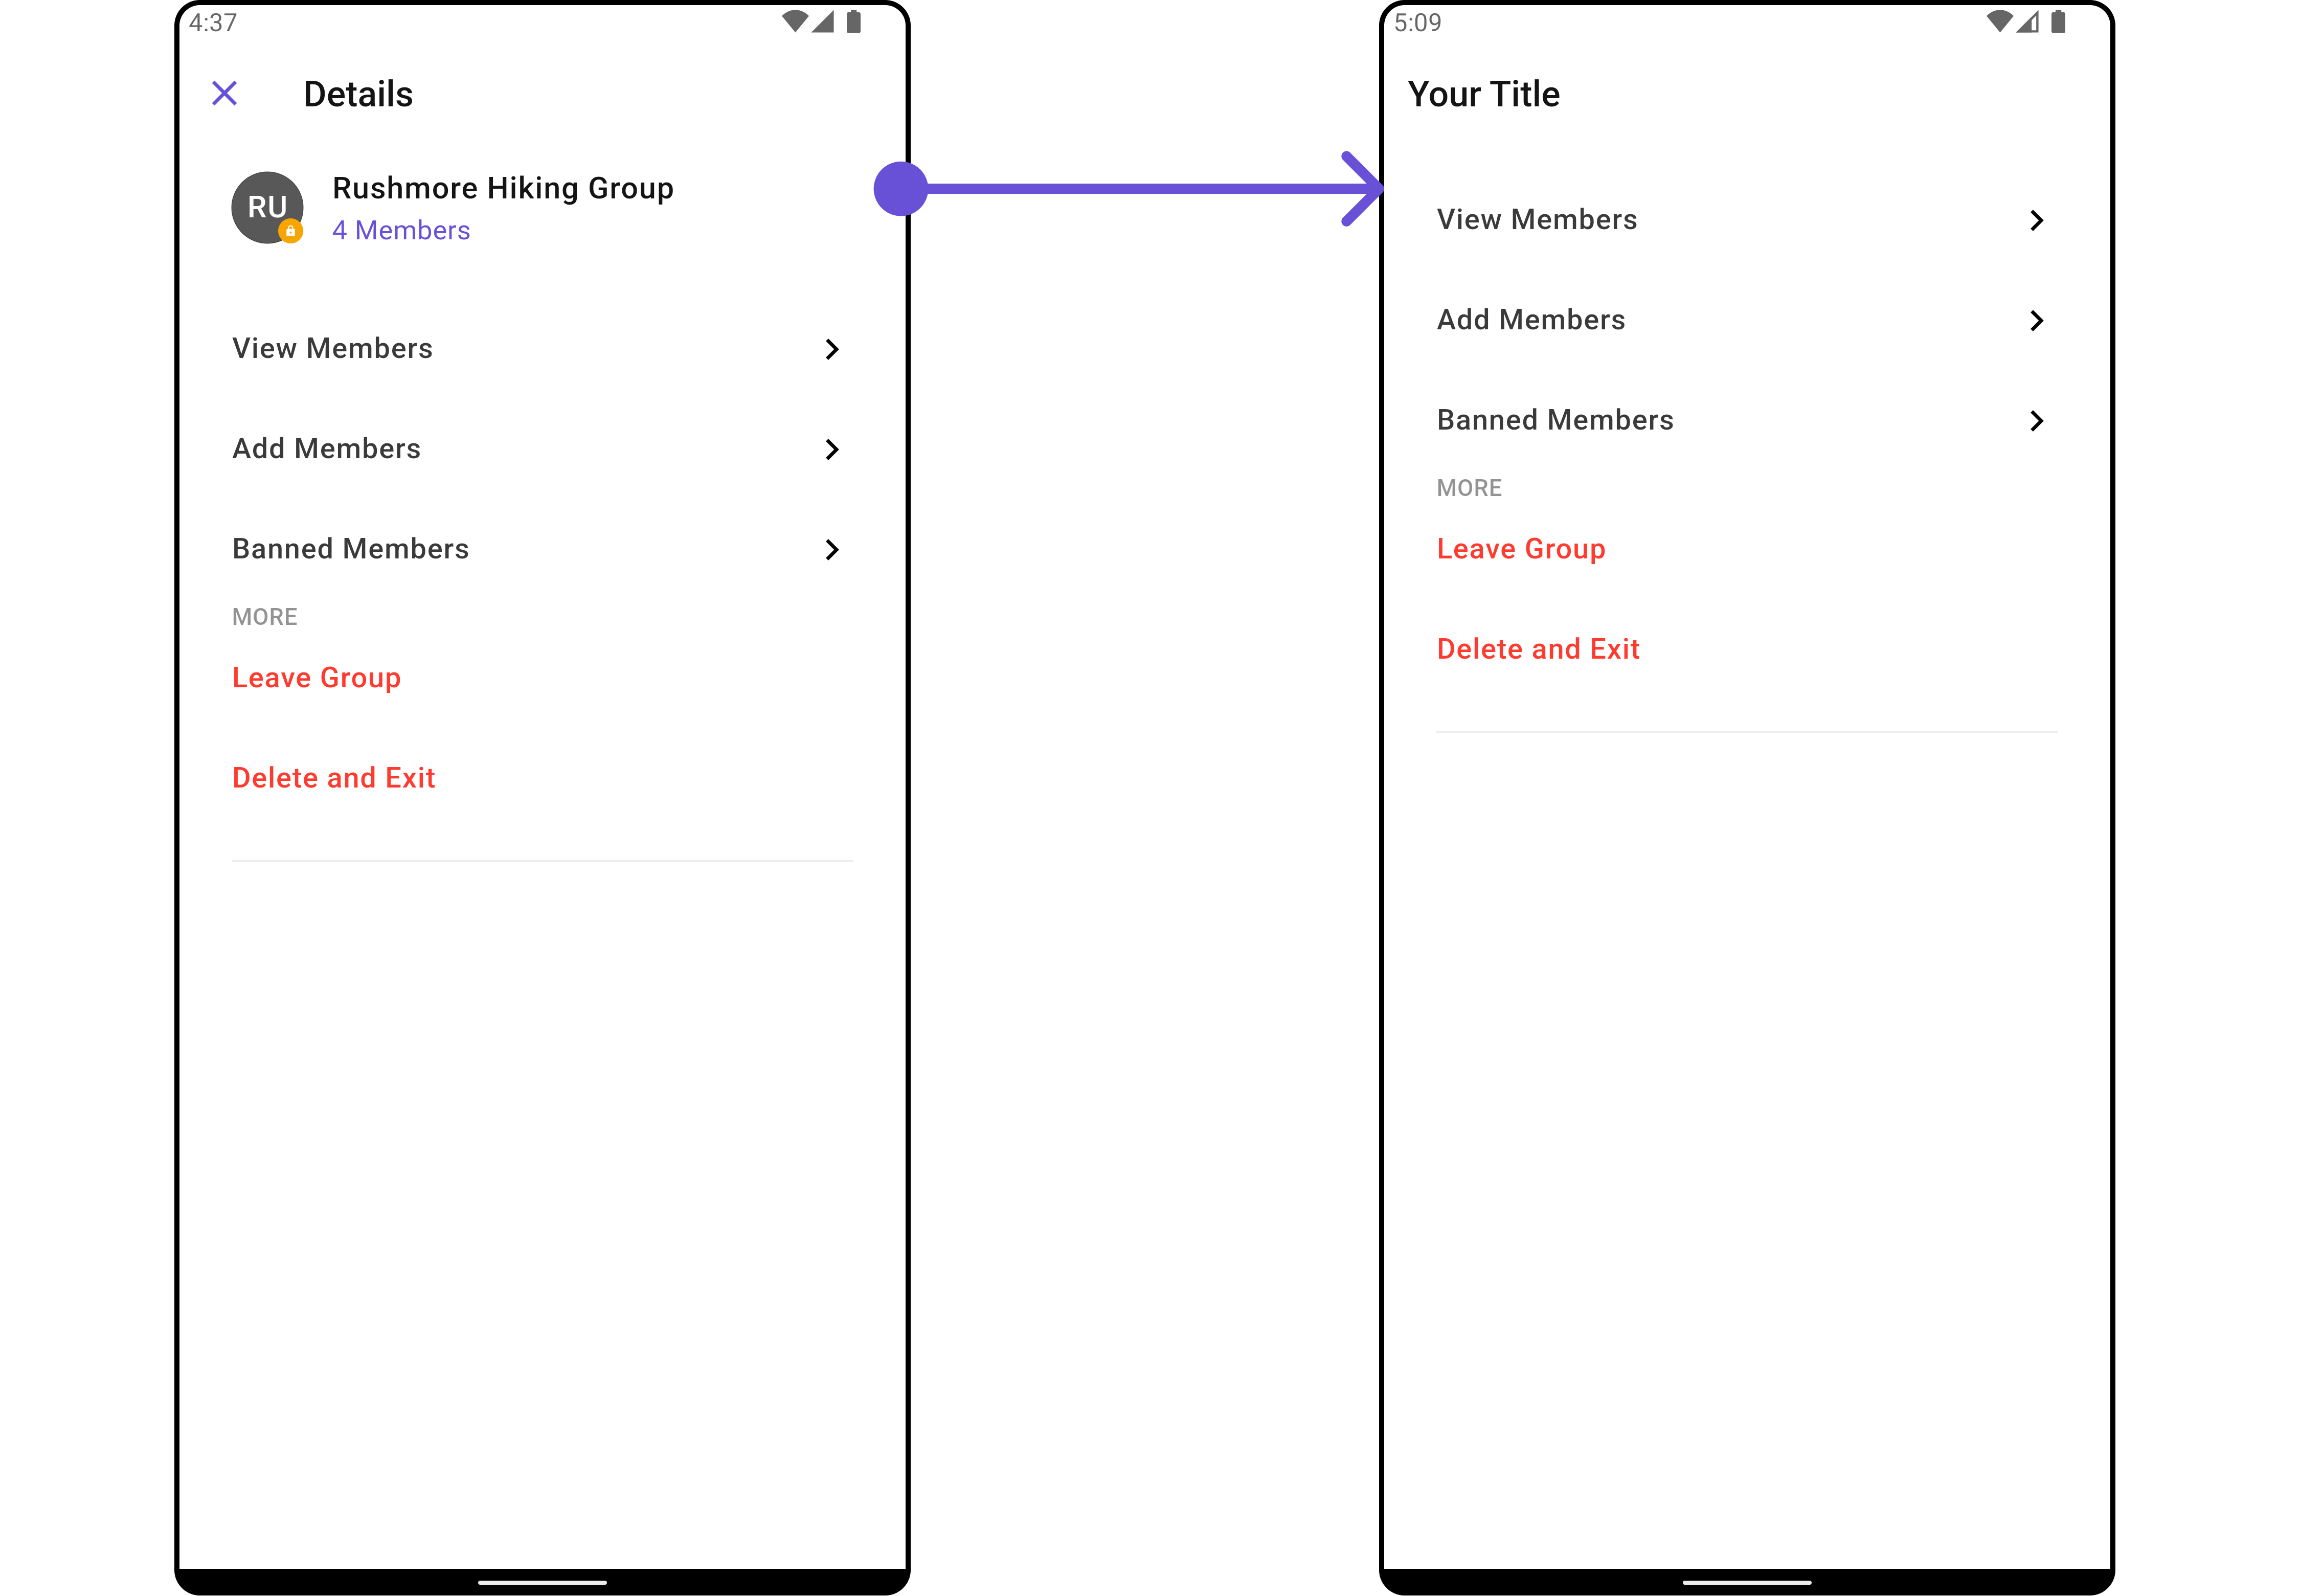 4:37
Details
RU
Rushmore Hiking Group
4 Members
View Members
Add Members
Banned Members
MORE
Leave Group
Delete and Exit
5:09
Your Title
View Members
Add Members
Banned Members
MORE
Leave Group
Delete and Exit